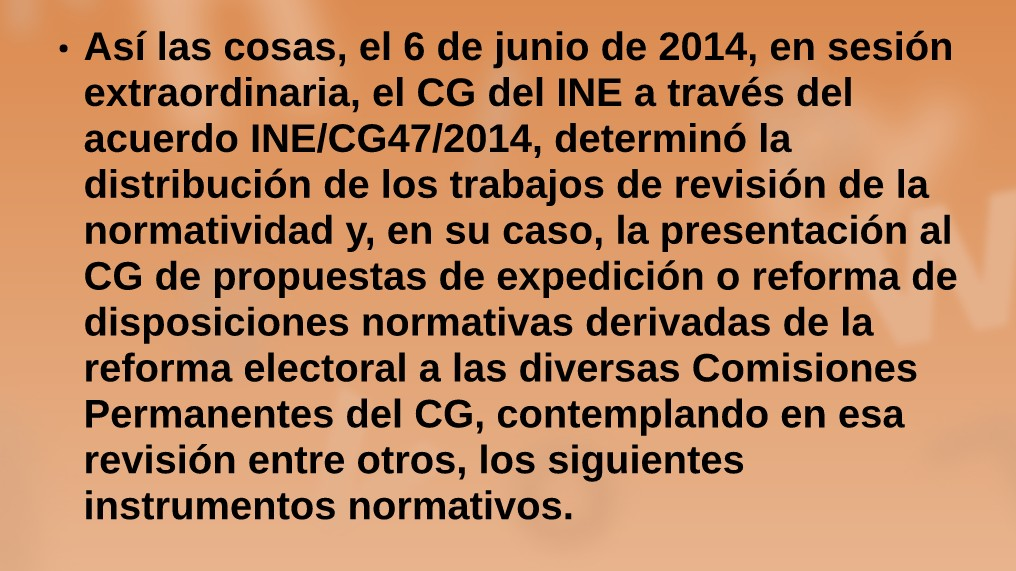 • Así las cosas, el 6 de junio de 2014, en sesión
extraordinaria, el CG del INE a través del
acuerdo INE/CG47/2014, determinó la
distribución de los trabajos de revisión de la
normatividad y, en su caso, la presentación al
CG de propuestas de expedición o reforma de
disposiciones normativas derivadas de la
reforma electoral a las diversas Comisiones
Permanentes del CG, contemplando en esa
revisión entre otros, los siguientes
instrumentos normativos.